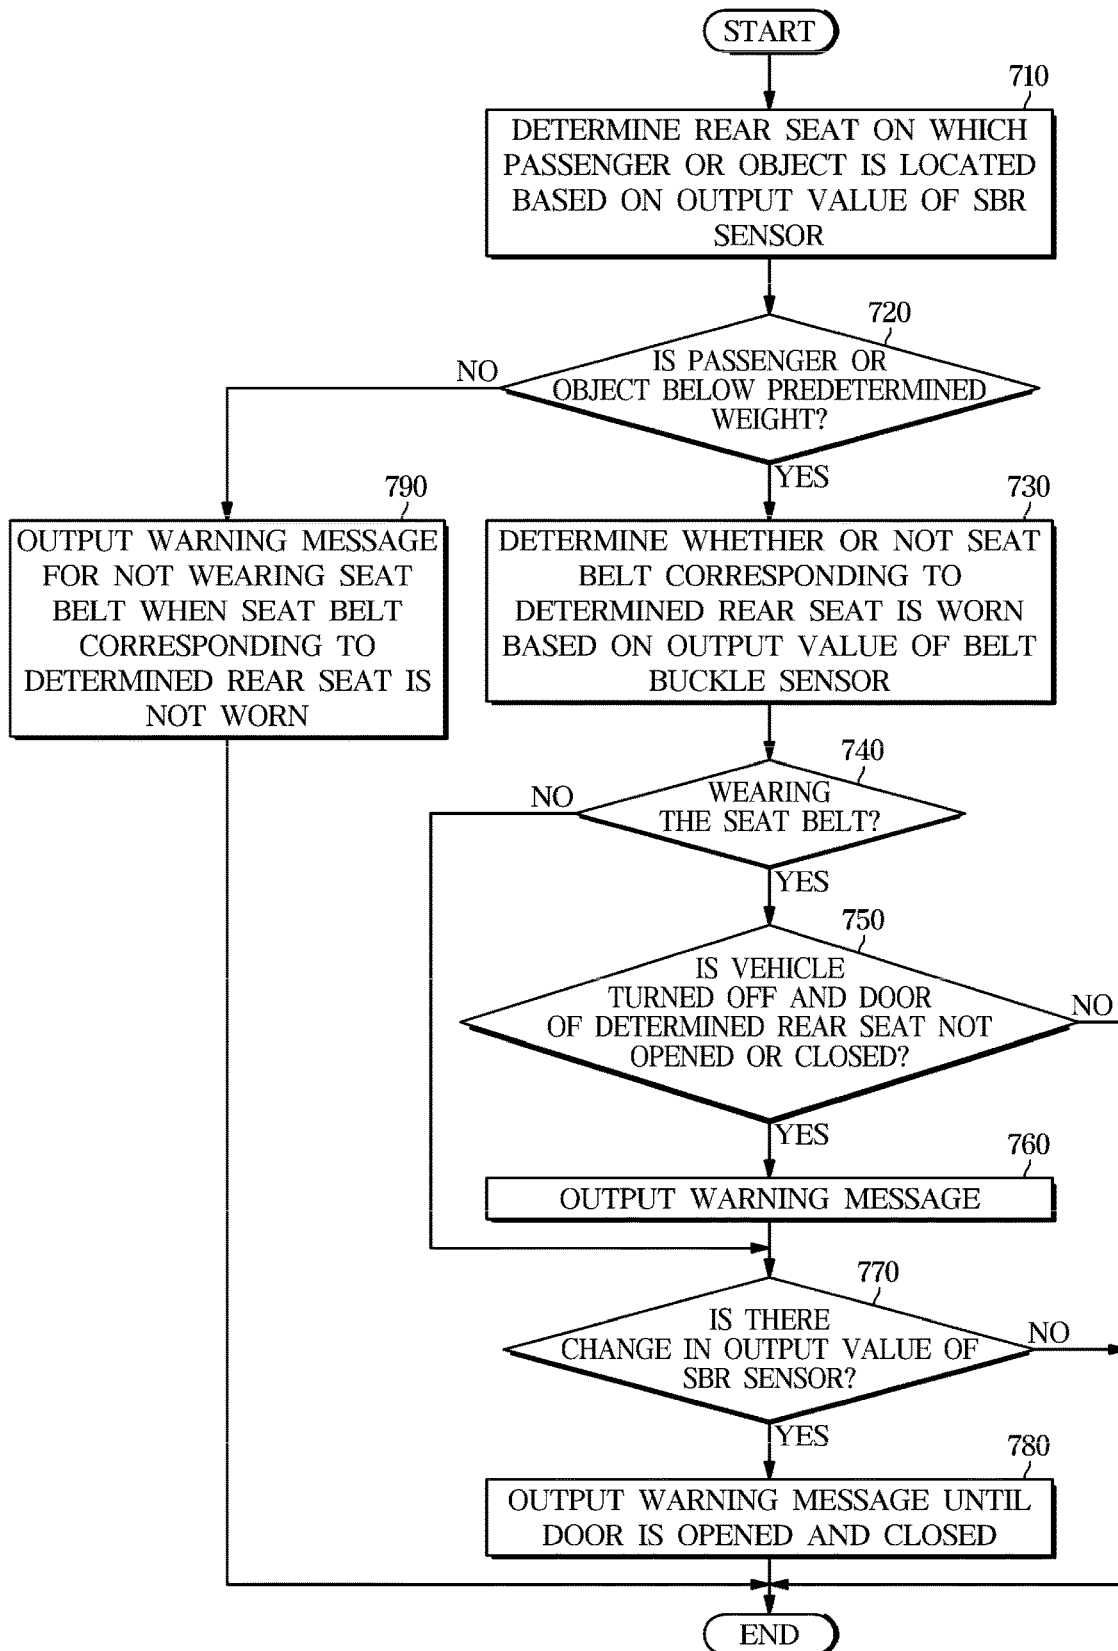 START
710
DETERMINE REAR SEAT ON WHICH
PASSENGER OR OBJECT IS LOCATED
BASED ON OUTPUT VALUE OF SBR
SENSOR
720
IS PASSENGER OR
OBJECT BELOW PREDETERMINED
WEIGHT?
NO
YES
790
OUTPUT WARNING MESSAGE
FOR NOT WEARING SEAT
BELT WHEN SEAT BELT
CORRESPONDING TO
DETERMINED REAR SEAT IS
NOT WORN
730
DETERMINE WHETHER OR NOT SEAT
BELT CORRESPONDING TO
DETERMINED REAR SEAT IS WORN
BASED ON OUTPUT VALUE OF BELT
BUCKLE SENSOR
740
WEARING
THE SEAT BELT?
NO
YES
750
IS VEHICLE
TURNED OFF AND DOOR
OF DETERMINED REAR SEAT NOT
OPENED OR CLOSED?
NO
YES
760
OUTPUT WARNING MESSAGE
770
IS THERE
CHANGE IN OUTPUT VALUE OF
SBR SENSOR?
NO
YES
780
OUTPUT WARNING MESSAGE UNTIL
DOOR IS OPENED AND CLOSED
END